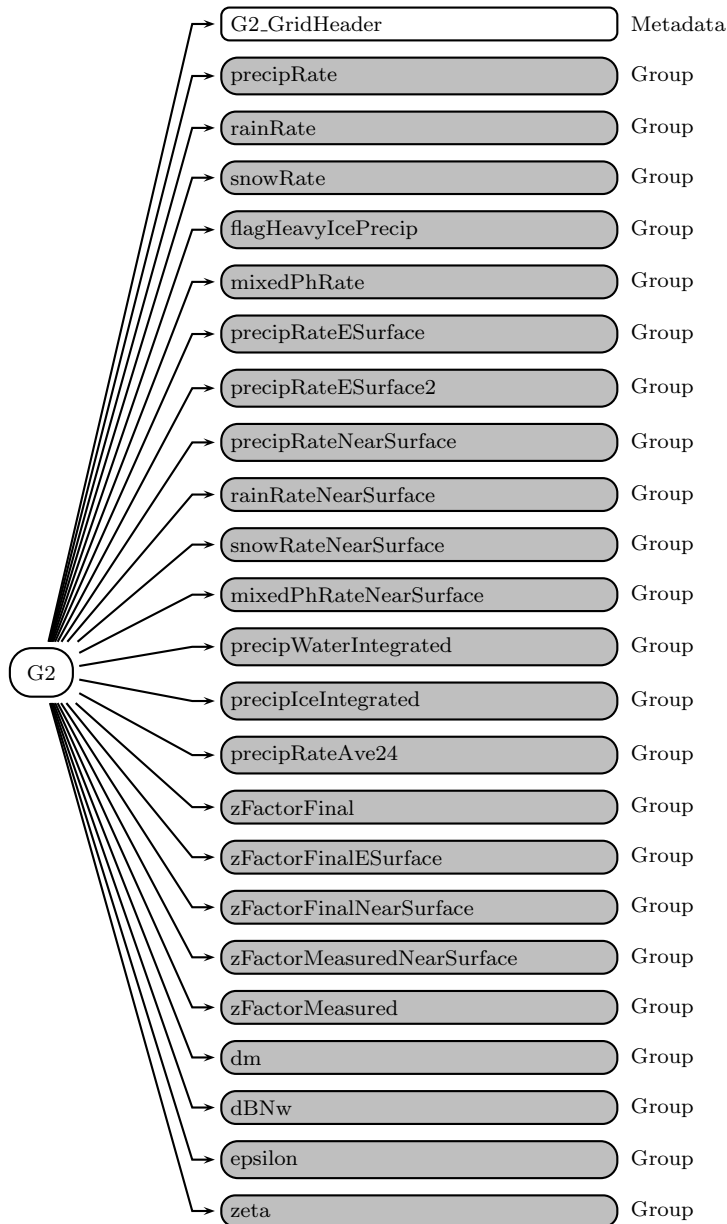 G2_GridHeader Metadata
precipRate Group
rainRate Group
snowRate Group
flagHeavyIcePrecip Group
mixedPhRate Group
precipRateESurface Group
precipRateESurface2 Group
precipRateNearSurface Group
rainRateNearSurface Group
snowRateNearSurface Group
mixedPhRateNearSurface Group
precipWaterIntegrated Group
G2
precipIceIntegrated Group
precipRateAve24 Group
zFactorFinal Group
zFactorFinalESurface Group
zFactorFinalNearSurface Group
zFactorMeasuredNearSurface Group
zFactorMeasured Group
dm Group
dBNw Group
epsilon Group
zeta Group